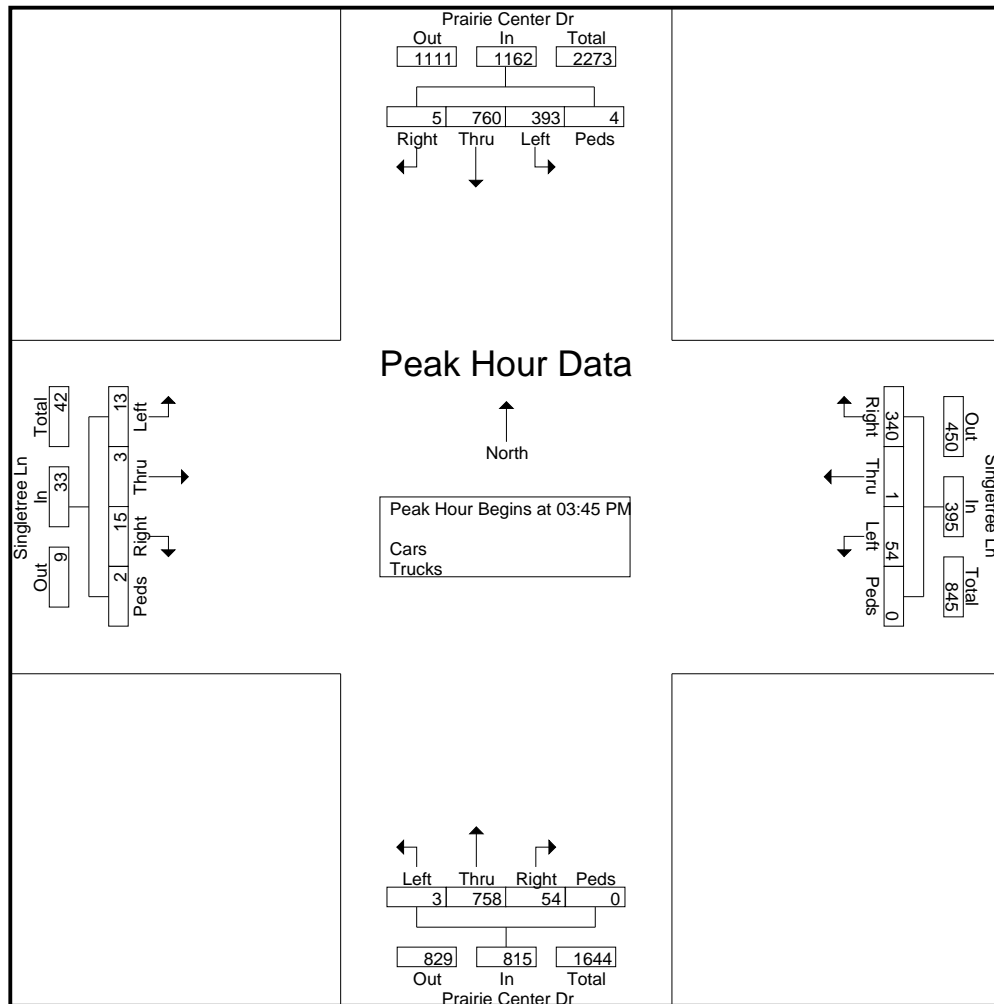 Prairie Center Dr
Out In Total
1111 1162 2273
5 760 393 4
Right Thru Left Peds
Peak Hour Data
North
Peak Hour Begins at 03:45 PM
Cars
Trucks
Singletree Ln
Total In Out
42 33 9
13 3 15 2
Left Thru Right Peds
Singletree Ln
Out In Total
450 395 845
340 1 54 0
Right Thru Left Peds
Left Thru Right Peds
3 758 54 0
829 815 1644
Out In Total
Prairie Center Dr